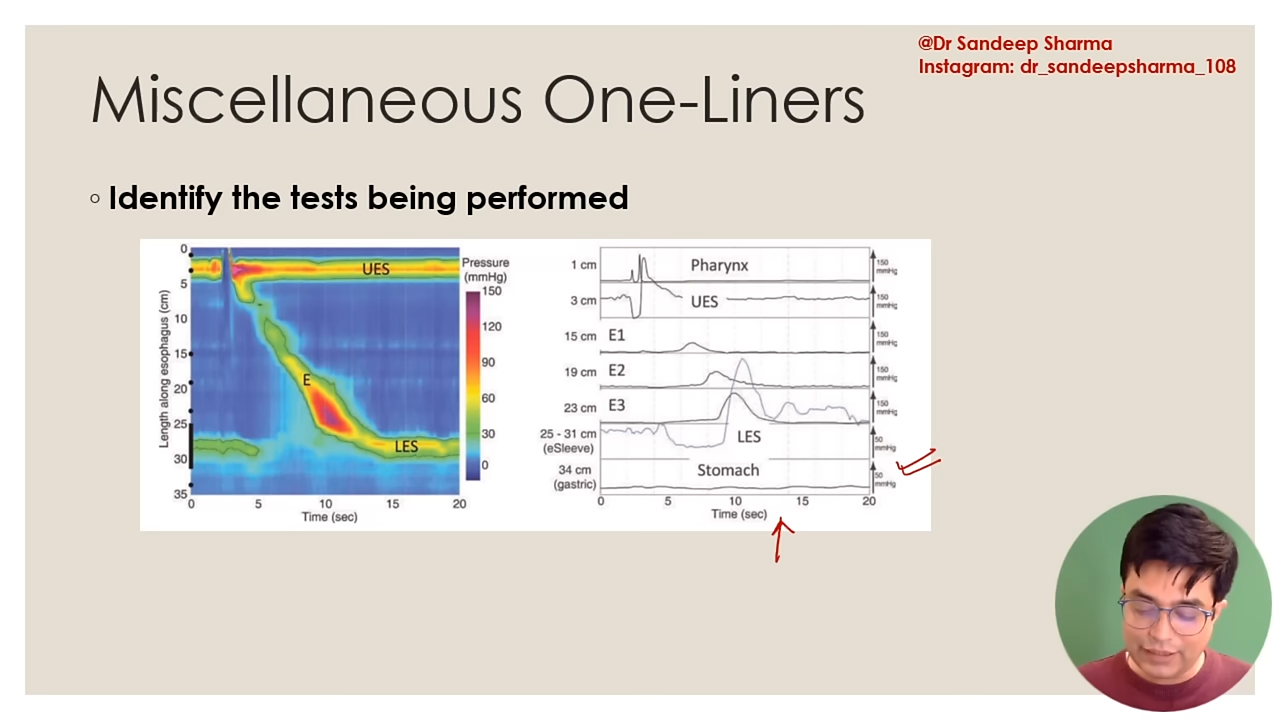 @Dr Sandeep Sharma
Instagram: dr_sandeepsharma_108
Miscellaneous One-Liners
◦ Identify the tests being performed
0
5
10
15
20
25
30
35
Length along esophagus (cm)
UES
E
LES
0 5 10 15 20
Time (sec)
Pressure
(mmHg)
150
120
90
60
30
0
1 cm Pharynx 150 mmHg
3 cm UES 150 mmHg
15 cm E1 150 mmHg
19 cm E2 150 mmHg
23 cm E3 150 mmHg
25 - 31 cm
(eSleeve) LES 50 mmHg
34 cm
(gastric) Stomach 50 mmHg
0 5 10 15 20
Time (sec)